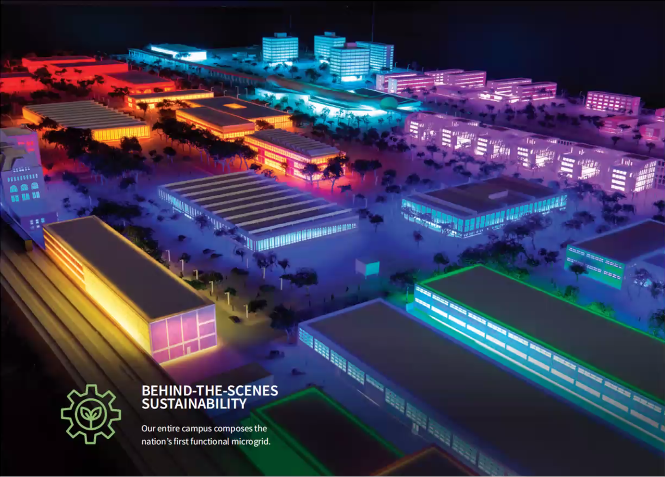 BEHIND-THE-SCENES
SUSTAINABILITY
Our entire campus composes the
nation's first functional microgrid.